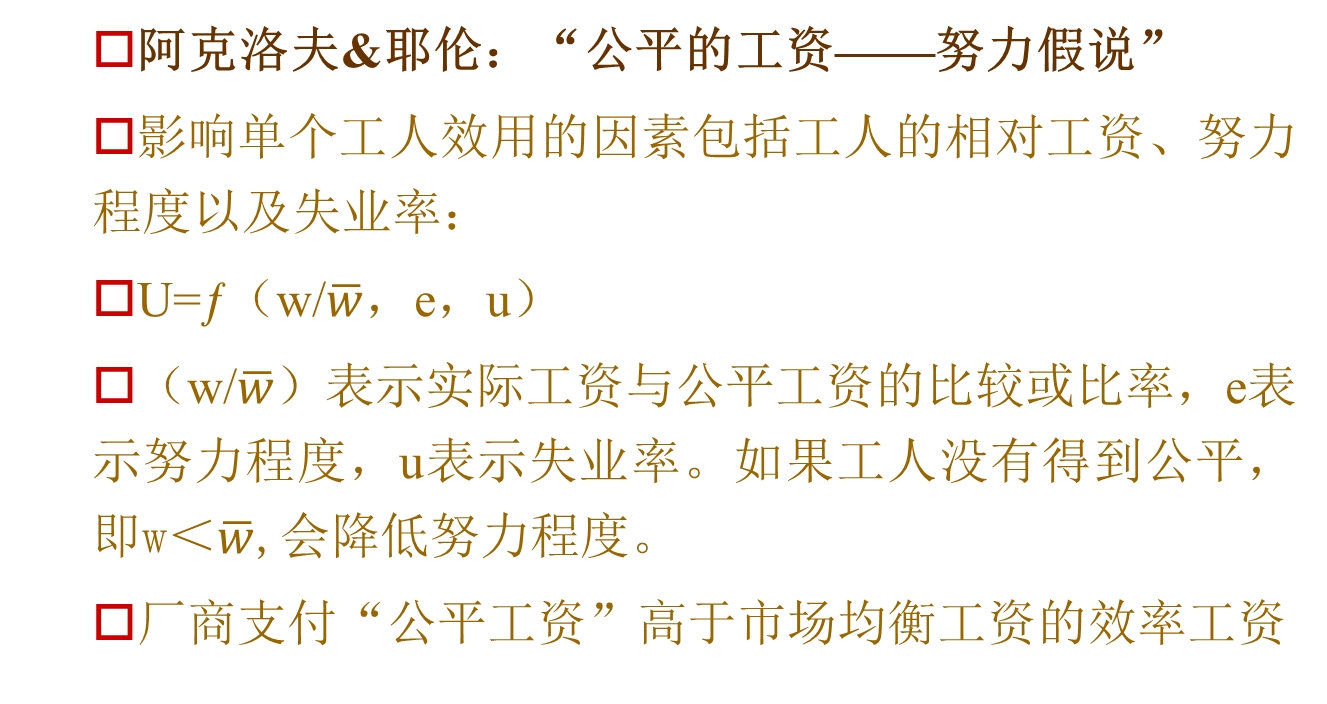 □阿克洛夫&耶伦：“公平的工资——努力假说”
□影响单个工人效用的因素包括工人的相对工资、努力
程度以及失业率：
□U=f（w/w̅，e，u）
□（w/w̅）表示实际工资与公平工资的比较或比率，e表
示努力程度，u表示失业率。如果工人没有得到公平，
即w＜w̅,会降低努力程度。
□厂商支付“公平工资”高于市场均衡工资的效率工资